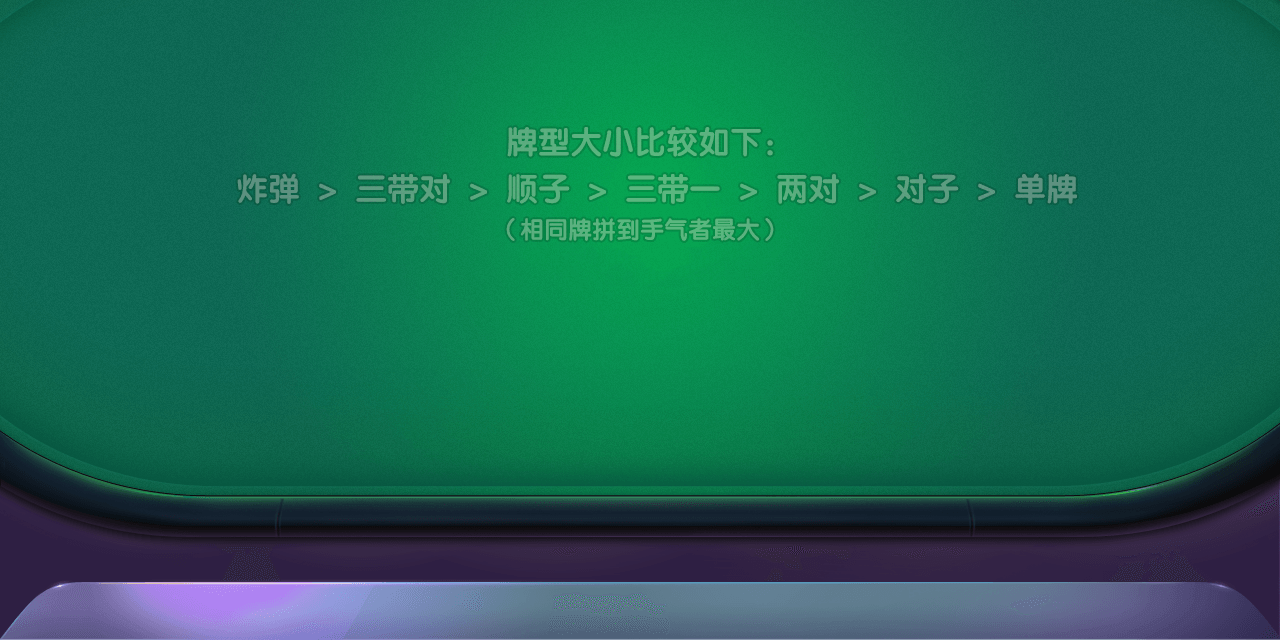 牌型大小比较如下：
炸弹 > 三带对 > 顺子 > 三带一 > 两对 > 对子 > 单牌
（相同牌拼到手气者最大）